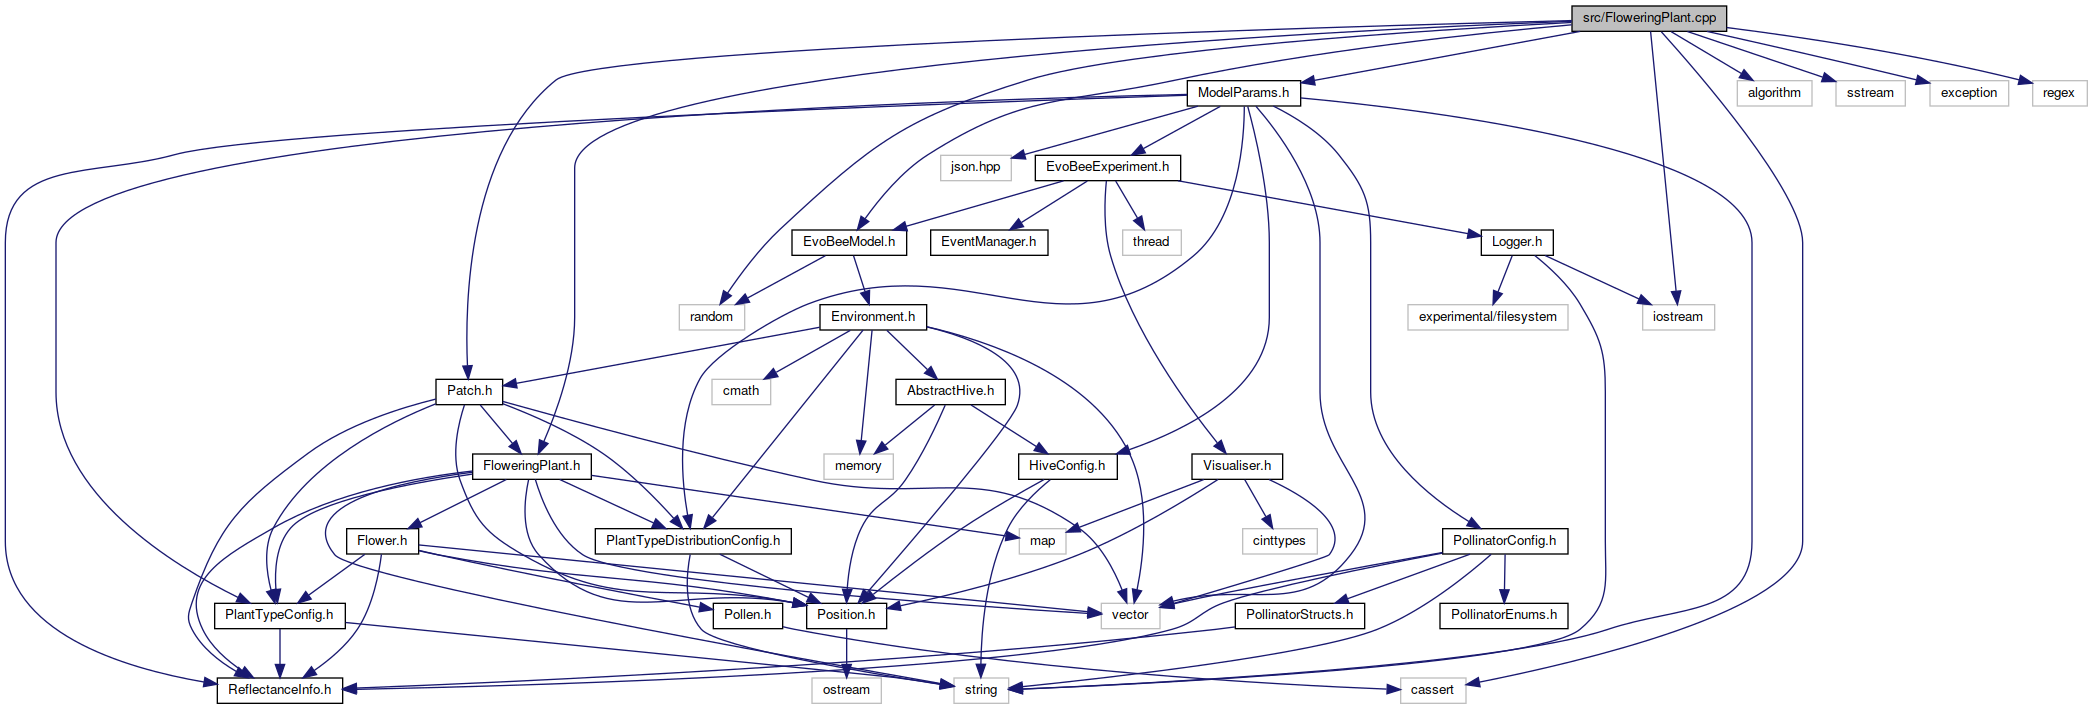 src/FloweringPlant.cpp
ModelParams.h
algorithm
sstream
exception
regex
json.hpp
EvoBeeExperiment.h
EvoBeeModel.h
EventManager.h
thread
Logger.h
random
Environment.h
experimental/filesystem
iostream
Patch.h
cmath
AbstractHive.h
FloweringPlant.h
memory
HiveConfig.h
Visualiser.h
Flower.h
PlantTypeDistributionConfig.h
map
cinttypes
PollinatorConfig.h
PlantTypeConfig.h
Pollen.h
Position.h
vector
PollinatorStructs.h
PollinatorEnums.h
ReflectanceInfo.h
ostream
string
cassert